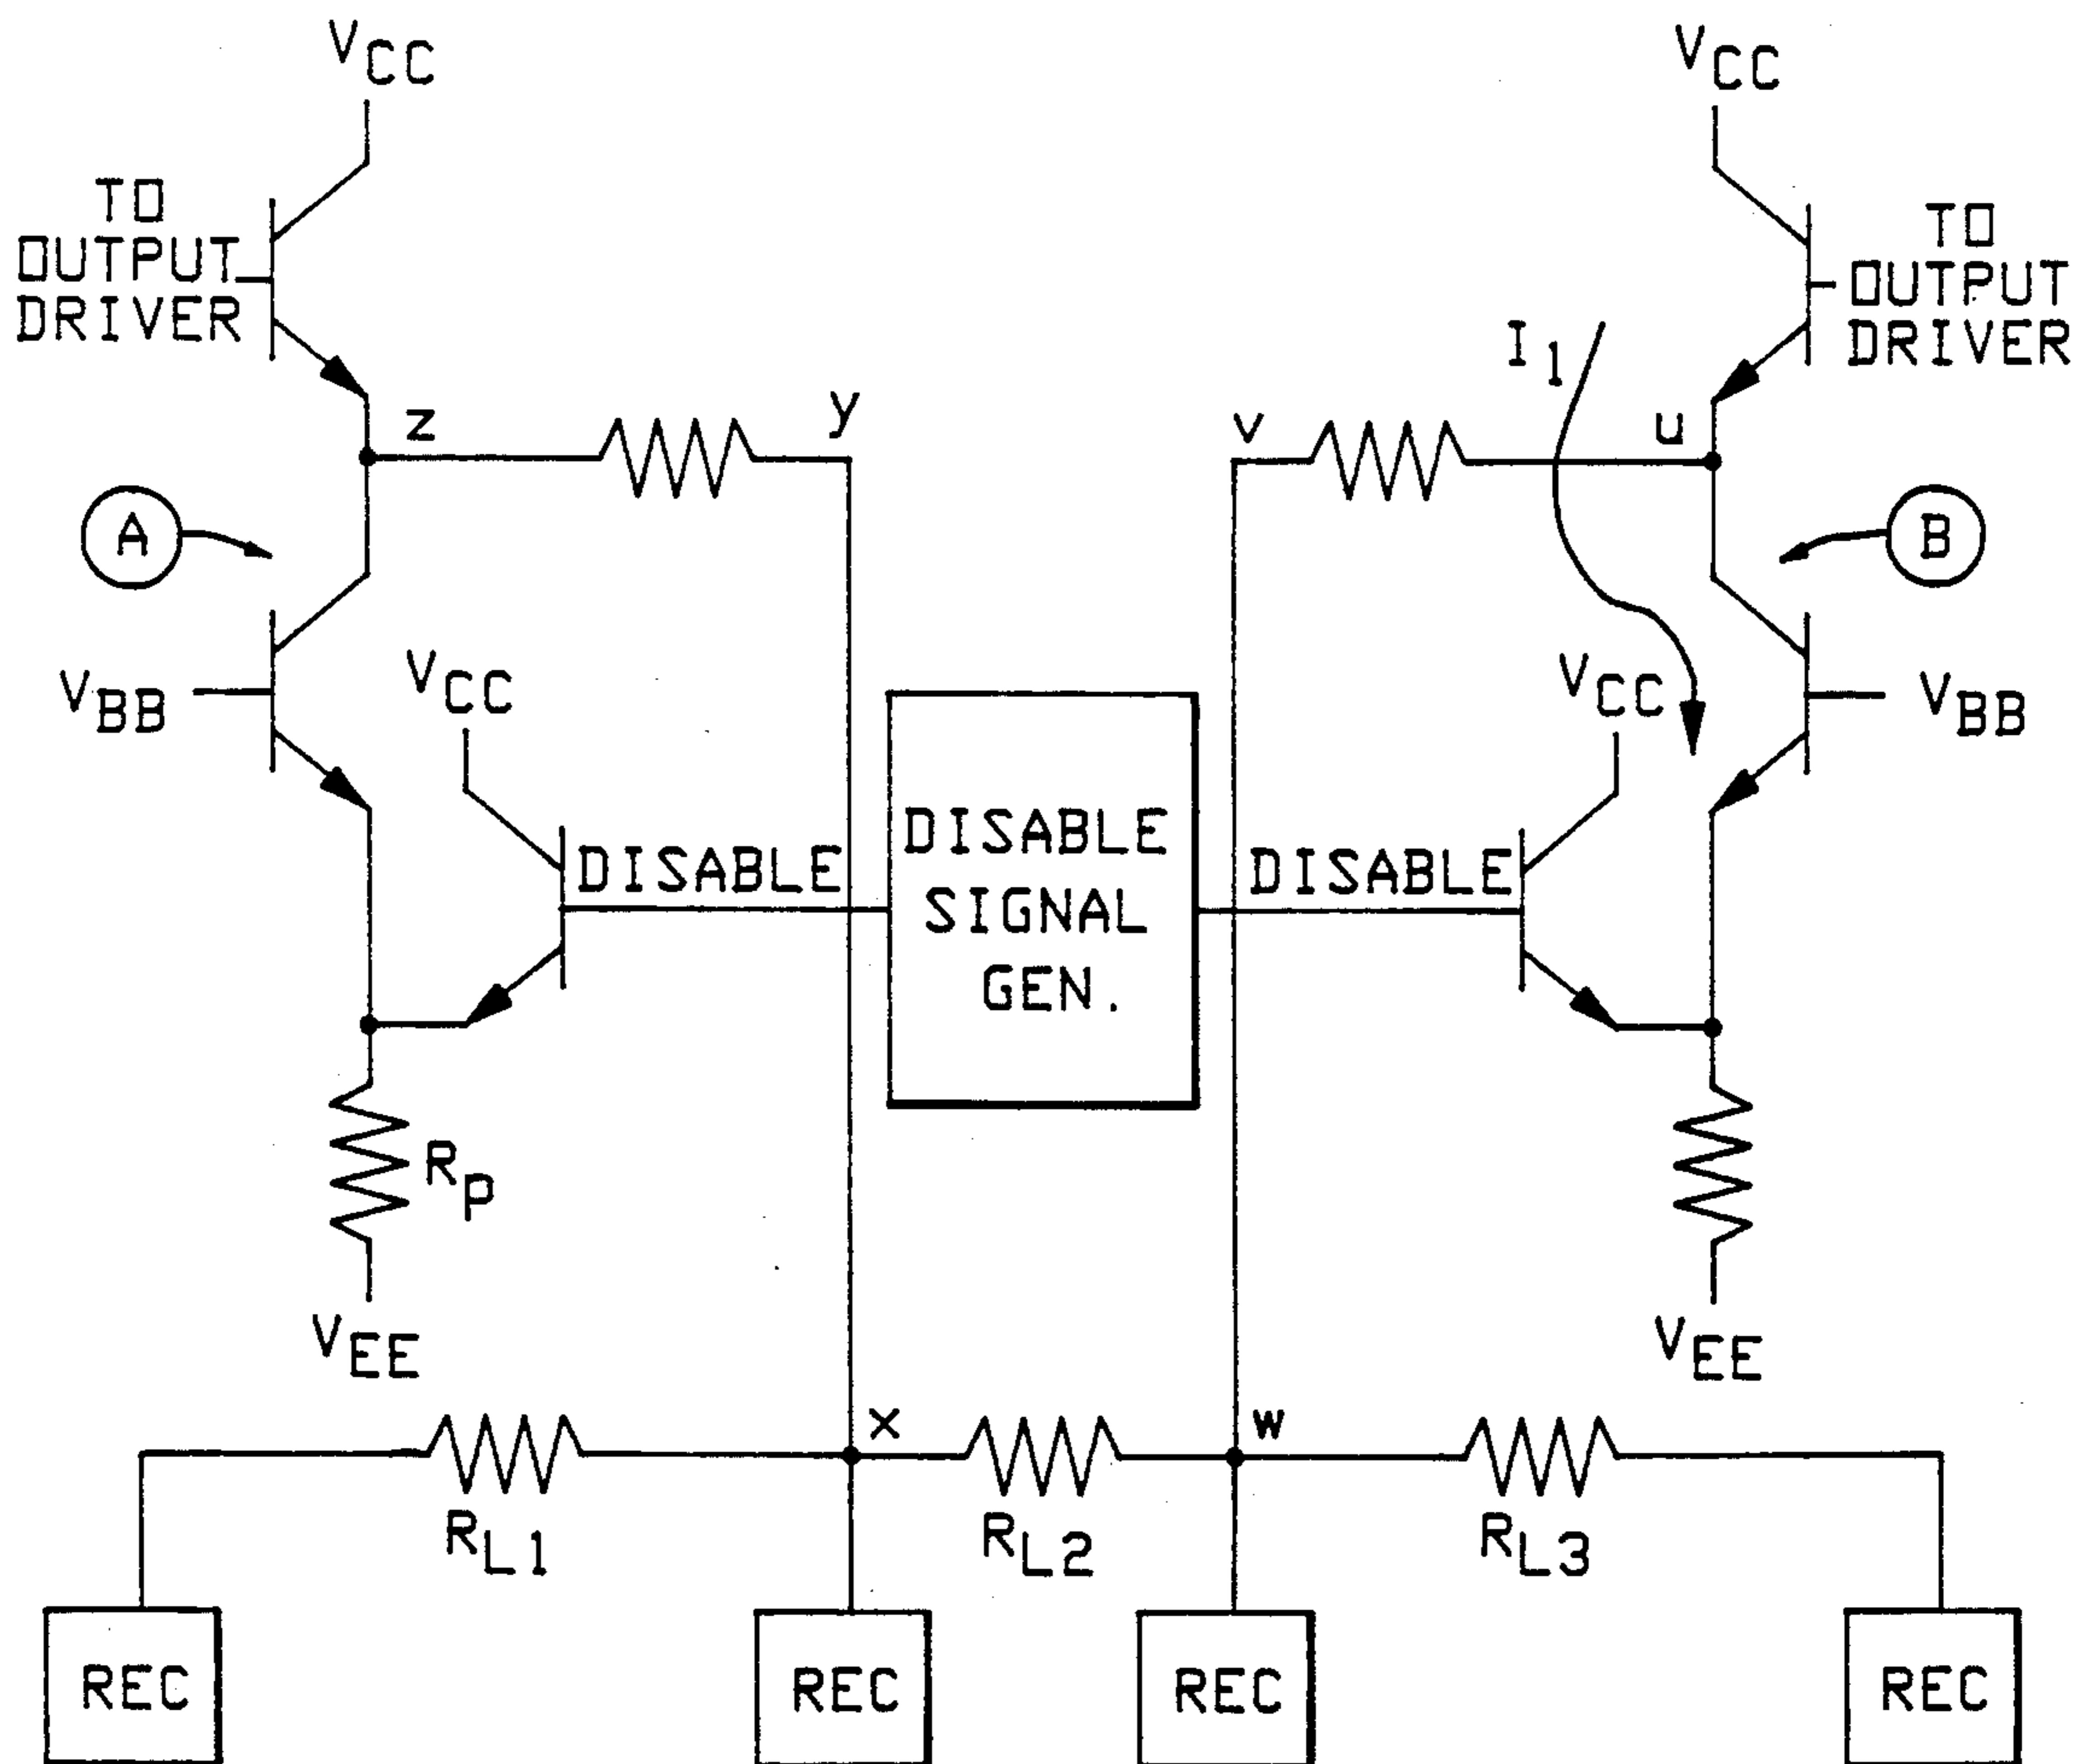 VCC
VCC
TO
OUTPUT
DRIVER
TO
OUTPUT
DRIVER
I1
z
y
v
u
A
B
VBB
VCC
VCC
VBB
DISABLE
DISABLE
SIGNAL
GEN.
DISABLE
Rp
VEE
VEE
x
w
RL1
RL2
RL3
REC
REC
REC
REC